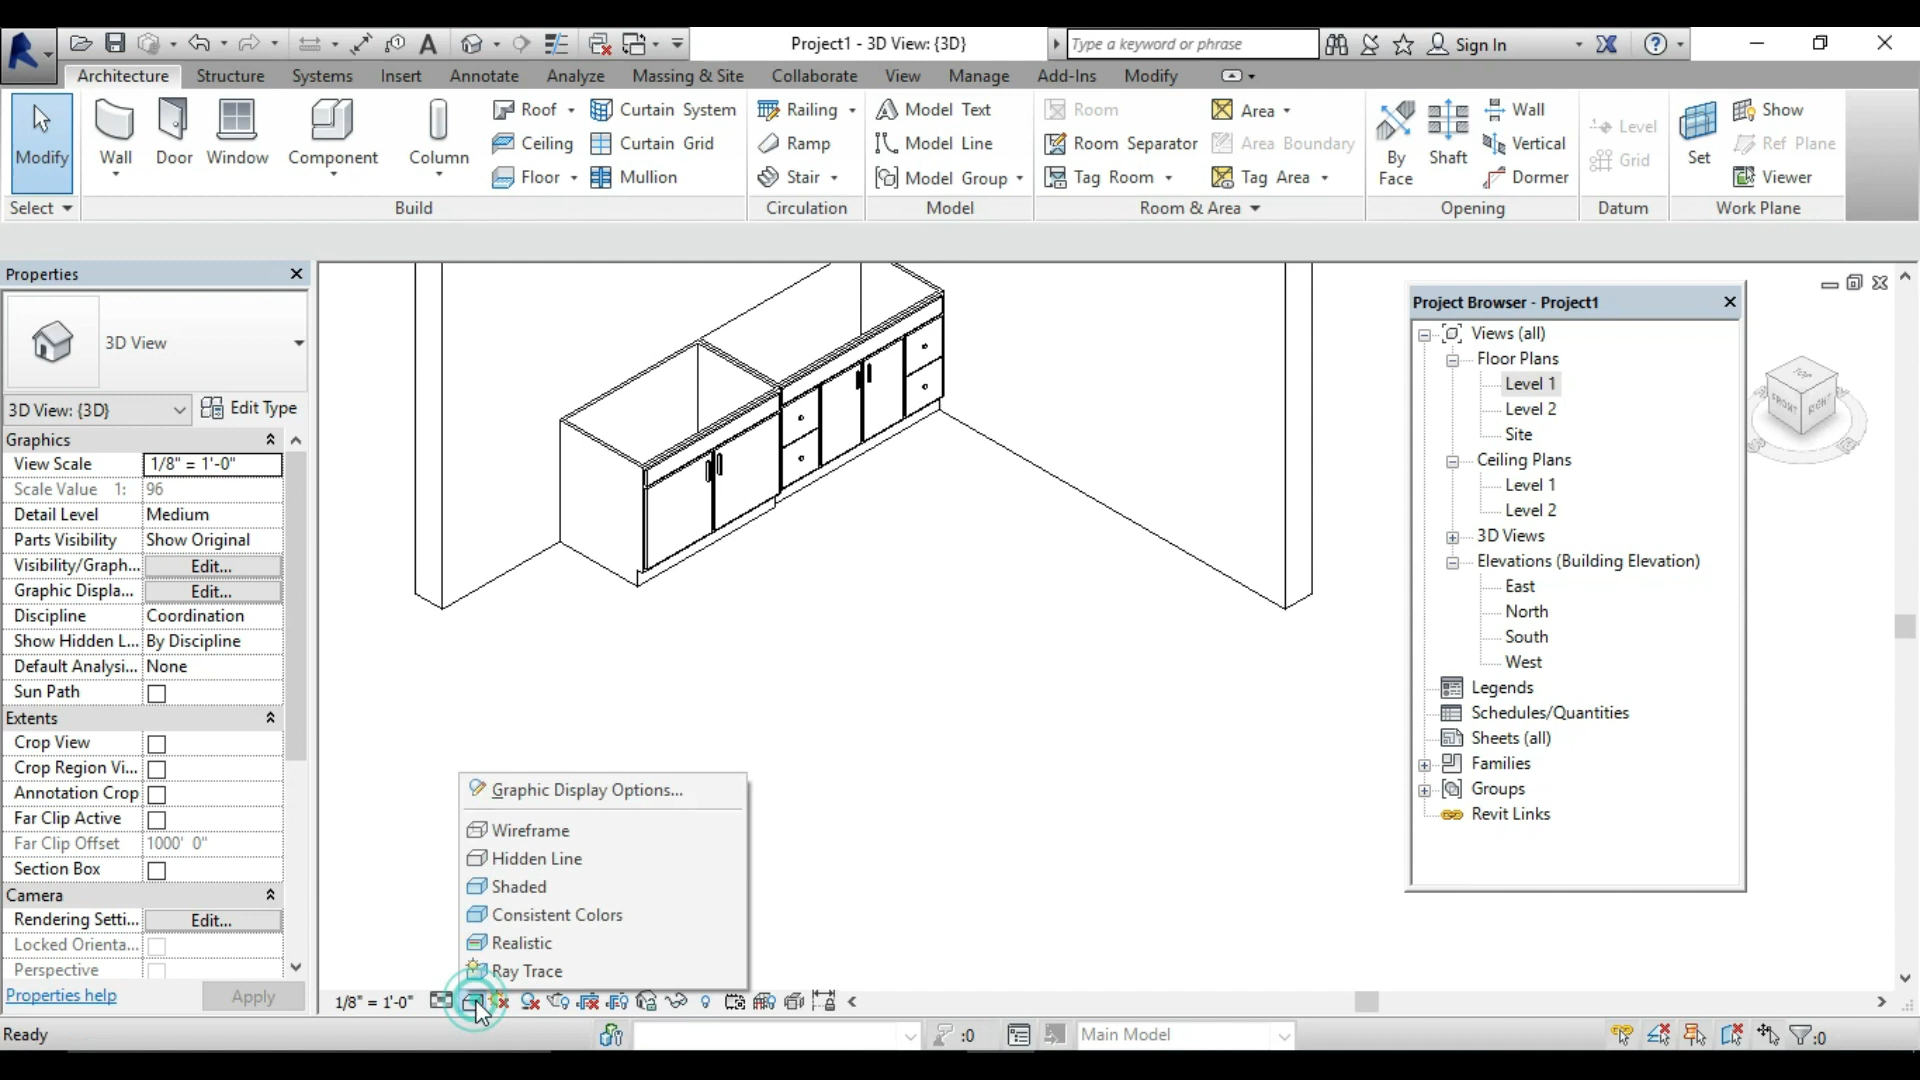 Project1 - 3D View: {3D}
Type a keyword or phrase
Sign In
Architecture Structure Systems Insert Annotate Analyze Massing & Site Collaborate View Manage Add-Ins Modify
Modify
Wall
Door
Window
Component
Column
Roof
Ceiling
Floor
Curtain System
Curtain Grid
Mullion
Railing
Ramp
Stair
Model Text
Model Line
Model Group
Room
Room Separator
Tag Room
Area
Area Boundary
Tag Area
By
Face
Shaft
Wall
Vertical
Dormer
Level
Grid
Set
Show
Ref Plane
Viewer
Select Build Circulation Model Room & Area Opening Datum Work Plane
Properties
3D View
3D View: {3D}
Edit Type
Graphics
View Scale 1/8" = 1'-0"
Scale Value 1: 96
Detail Level Medium
Parts Visibility Show Original
Visibility/Graph... Edit...
Graphic Displa... Edit...
Discipline Coordination
Show Hidden L... By Discipline
Default Analysi... None
Sun Path
Extents
Crop View
Crop Region Vi...
Annotation Crop
Far Clip Active
Far Clip Offset 1000' 0"
Section Box
Camera
Rendering Setti... Edit...
Locked Orienta...
Perspective
Properties help
Apply
Graphic Display Options...
Wireframe
Hidden Line
Shaded
Consistent Colors
Realistic
Ray Trace
1/8" = 1'-0"
TOP
FRONT
RIGHT
Project Browser - Project1
Views (all)
Floor Plans
Level 1
Level 2
Site
Ceiling Plans
Level 1
Level 2
3D Views
Elevations (Building Elevation)
East
North
South
West
Legends
Schedules/Quantities
Sheets (all)
Families
Groups
Revit Links
Ready
:0
Main Model
:0